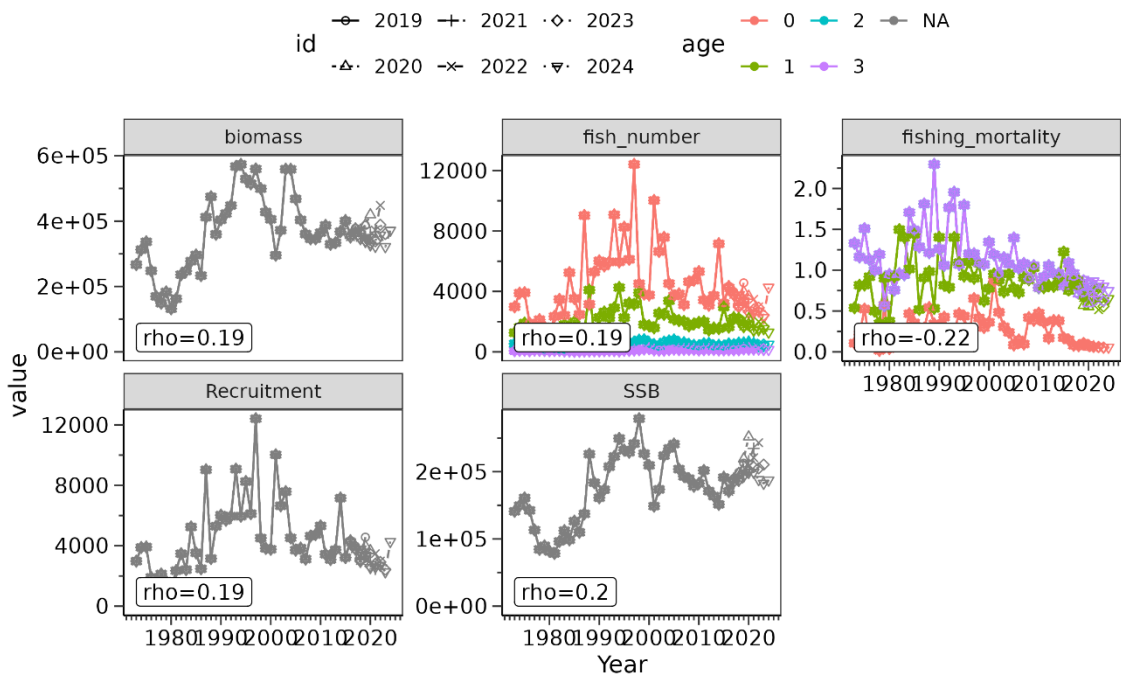 id
2019
2021
2023
2020
2022
2024
age
0
2
NA
1
3
value
biomass
6e+05
4e+05
2e+05
0e+00
rho=0.19
fish_number
12000
8000
4000
0
rho=0.19
fishing_mortality
2.0
1.5
1.0
0.5
0.0
rho=-0.22
1980 1990 2000 2010 2020
Recruitment
12000
8000
4000
0
rho=0.19
1980 1990 2000 2010 2020
SSB
2e+05
1e+05
0e+00
rho=0.2
1980 1990 2000 2010 2020
Year